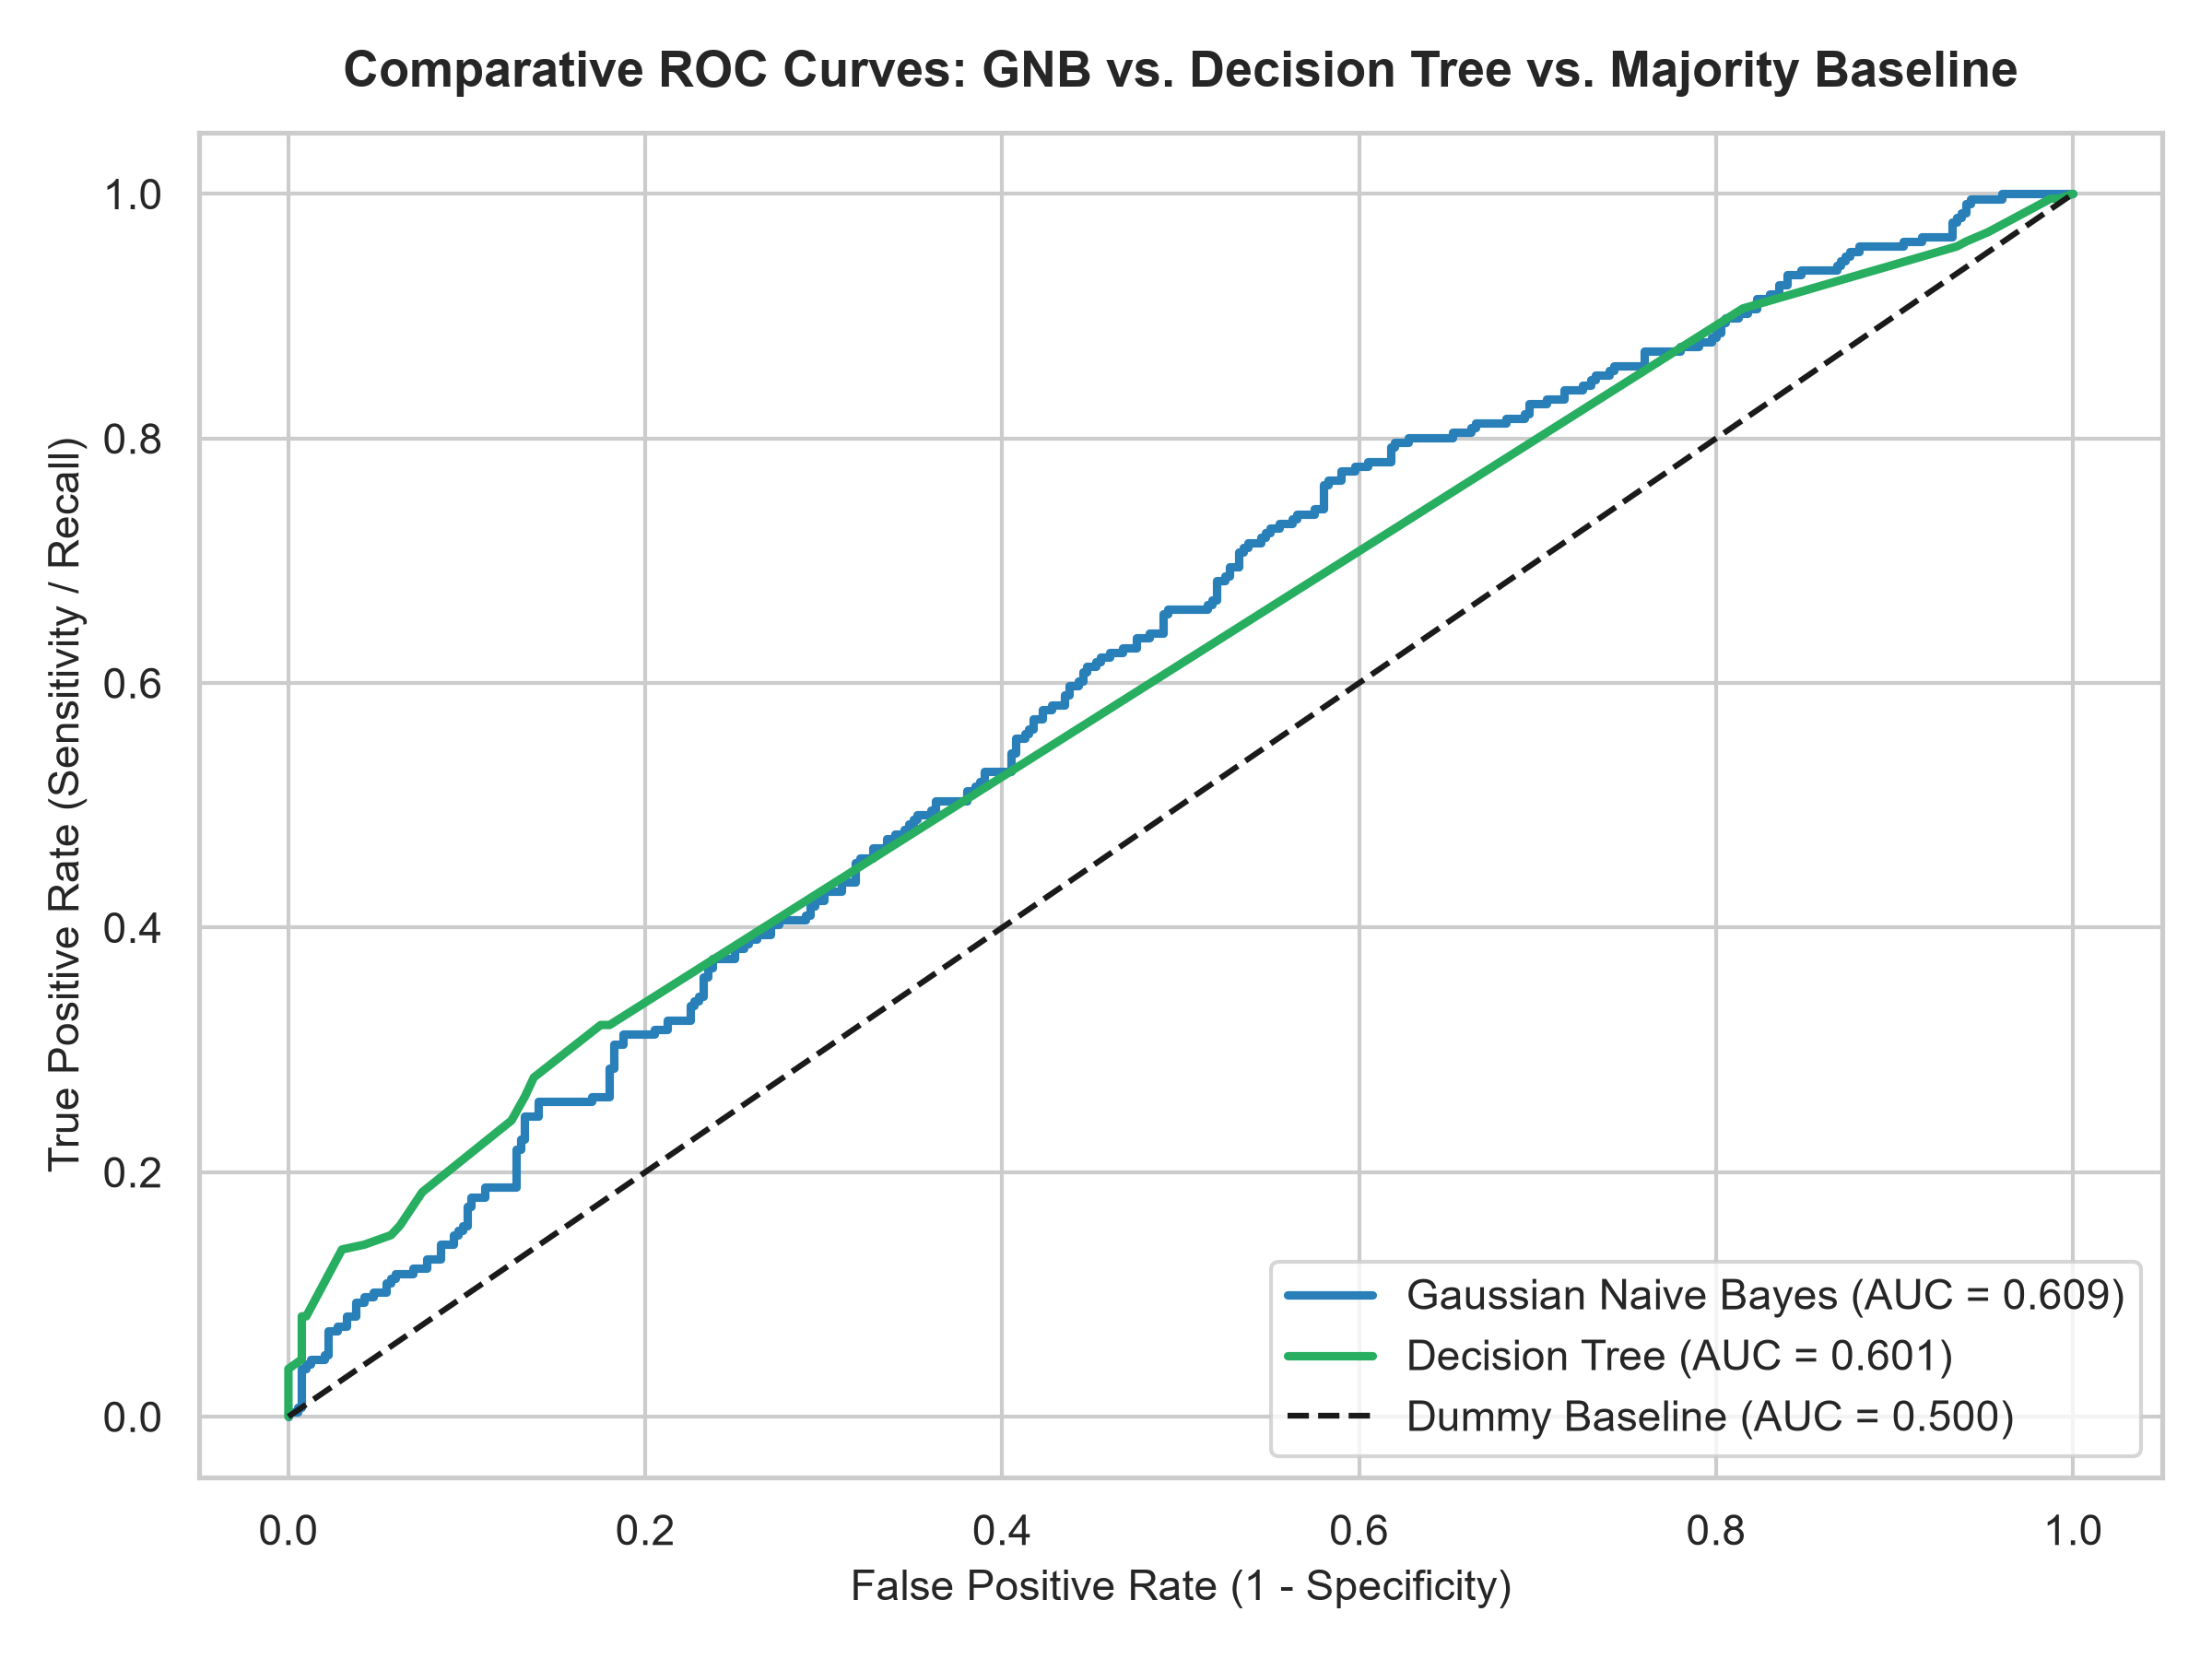 Comparative ROC Curves: GNB vs. Decision Tree vs. Majority Baseline
True Positive Rate (Sensitivity / Recall)
1.0
0.8
0.6
0.4
0.2
0.0
Gaussian Naive Bayes (AUC = 0.609)
Decision Tree (AUC = 0.601)
Dummy Baseline (AUC = 0.500)
0.0 0.2 0.4 0.6 0.8 1.0
False Positive Rate (1 - Specificity)